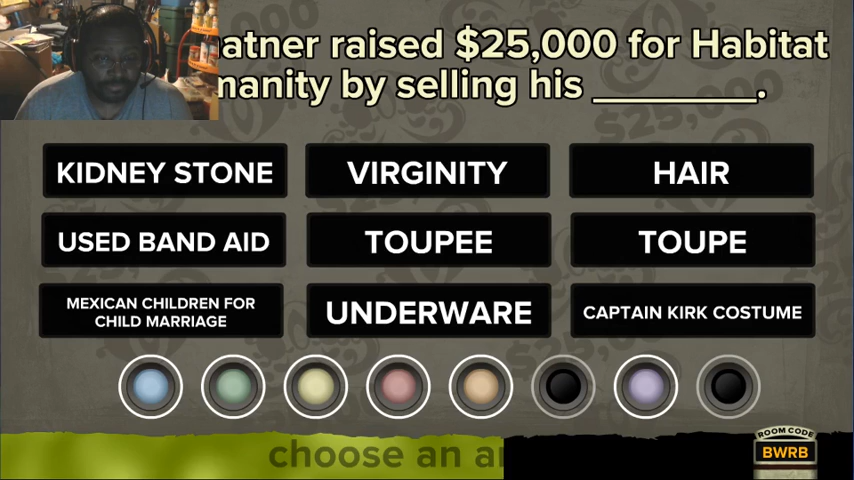 atner raised $25,000 for Habitat
manity by selling his ________.
KIDNEY STONE
VIRGINITY
HAIR
USED BAND AID
TOUPEE
TOUPE
MEXICAN CHILDREN FOR
CHILD MARRIAGE
UNDERWARE
CAPTAIN KIRK COSTUME
choose an a
ROOM CODE
BWRB